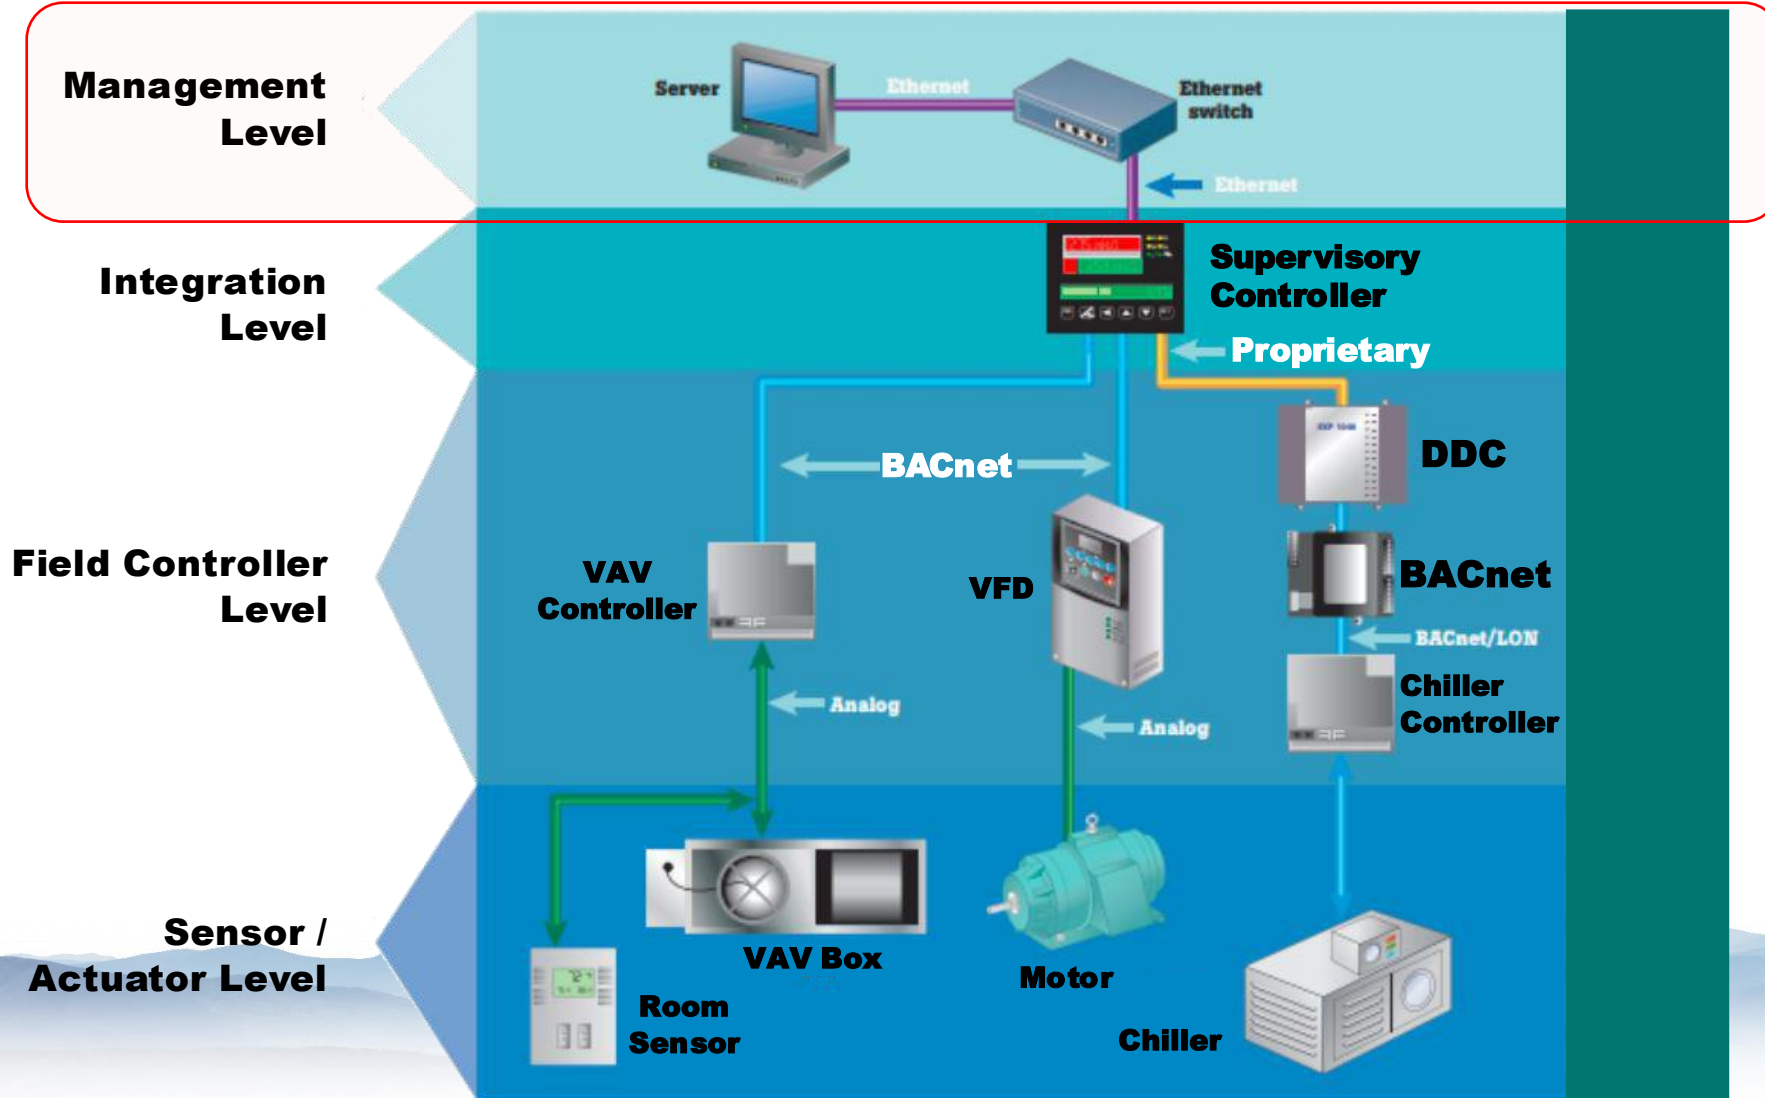 Management
Level
Server
Ethernet
Ethernet
switch
Ethernet
Integration
Level
Supervisory
Controller
Proprietary
Field Controller
Level
BACnet
DDC
VAV
Controller
VFD
BACnet
BACnet/LON
Chiller
Controller
Analog
Analog
Sensor /
Actuator Level
VAV Box
Motor
Room
Sensor
Chiller